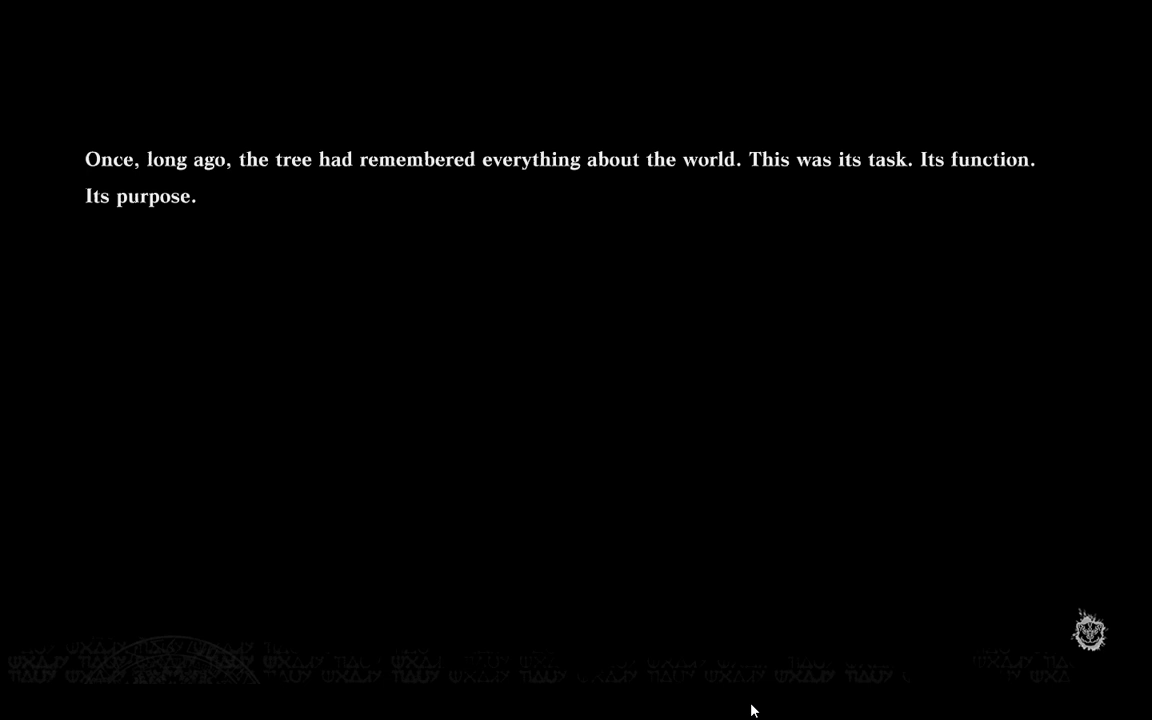 Once, long ago, the tree had remembered everything about the world. This was its task. Its function.
Its purpose.